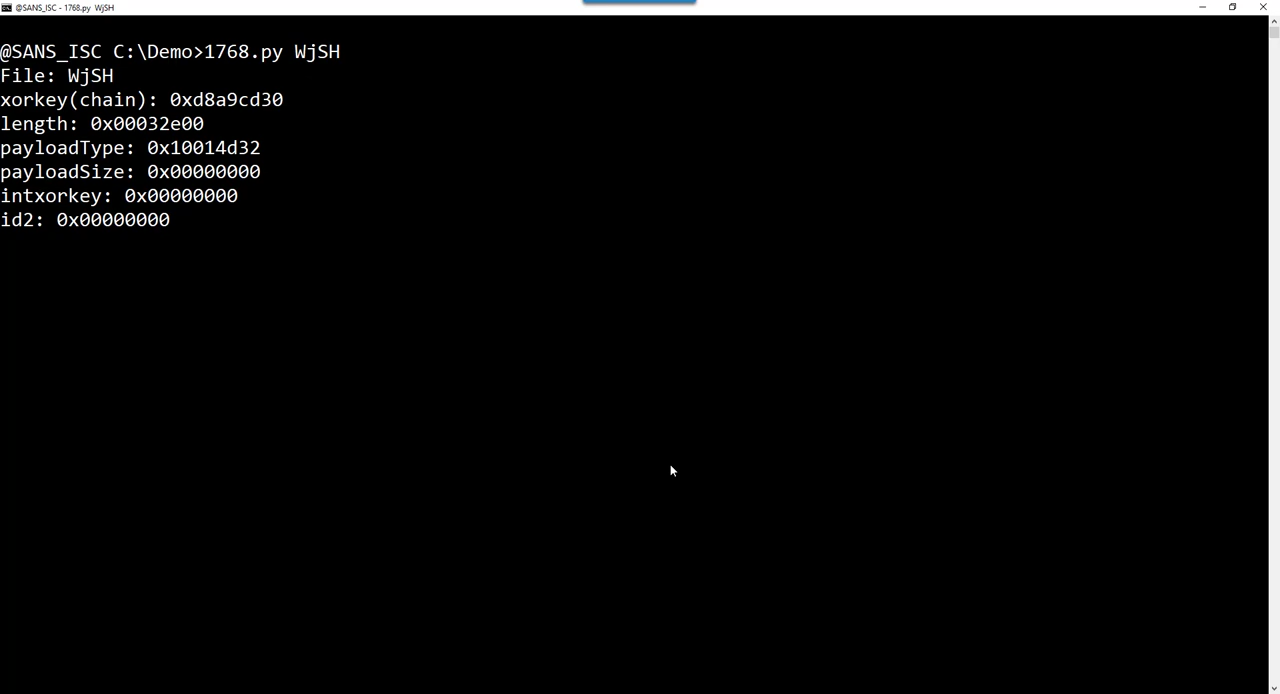 @SANS_ISC - 1768.py WjSH
@SANS_ISC C:\Demo>1768.py WjSH
File: WjSH
xorkey(chain): 0xd8a9cd30
length: 0x00032e00
payloadType: 0x10014d32
payloadSize: 0x00000000
intxorkey: 0x00000000
id2: 0x00000000